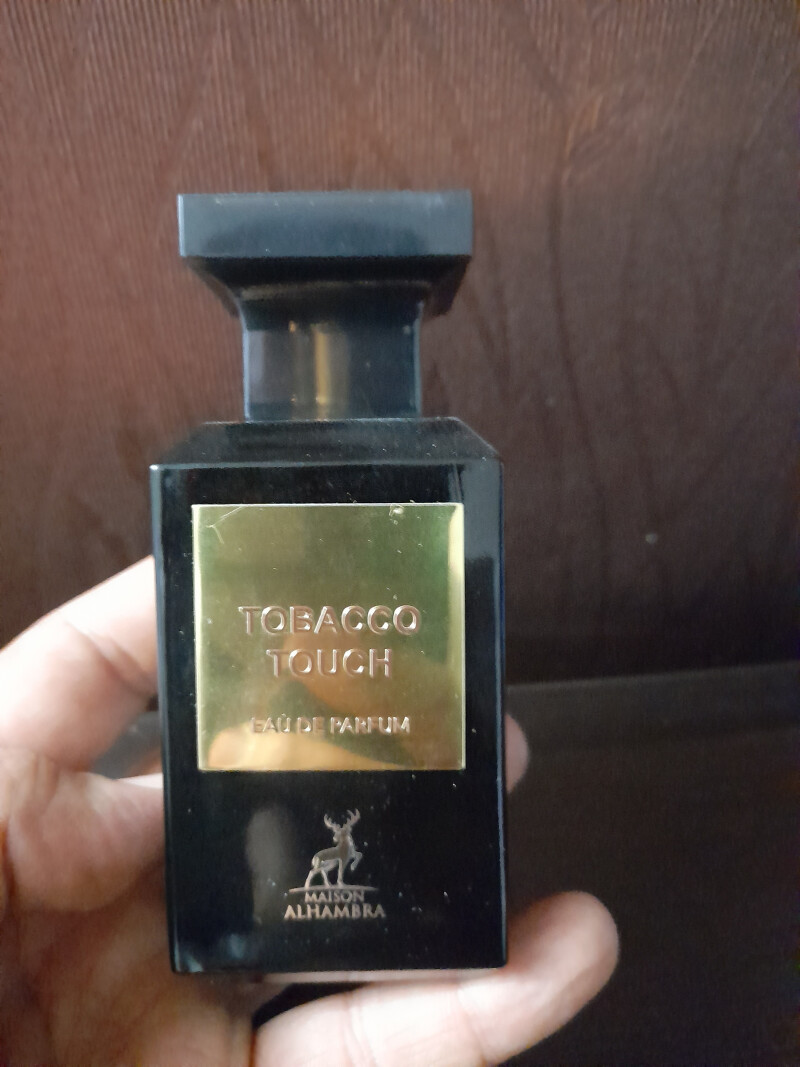 TOBACCO
TOUCH
EAU DE PARFUM
MAISON
ALHAMBRA